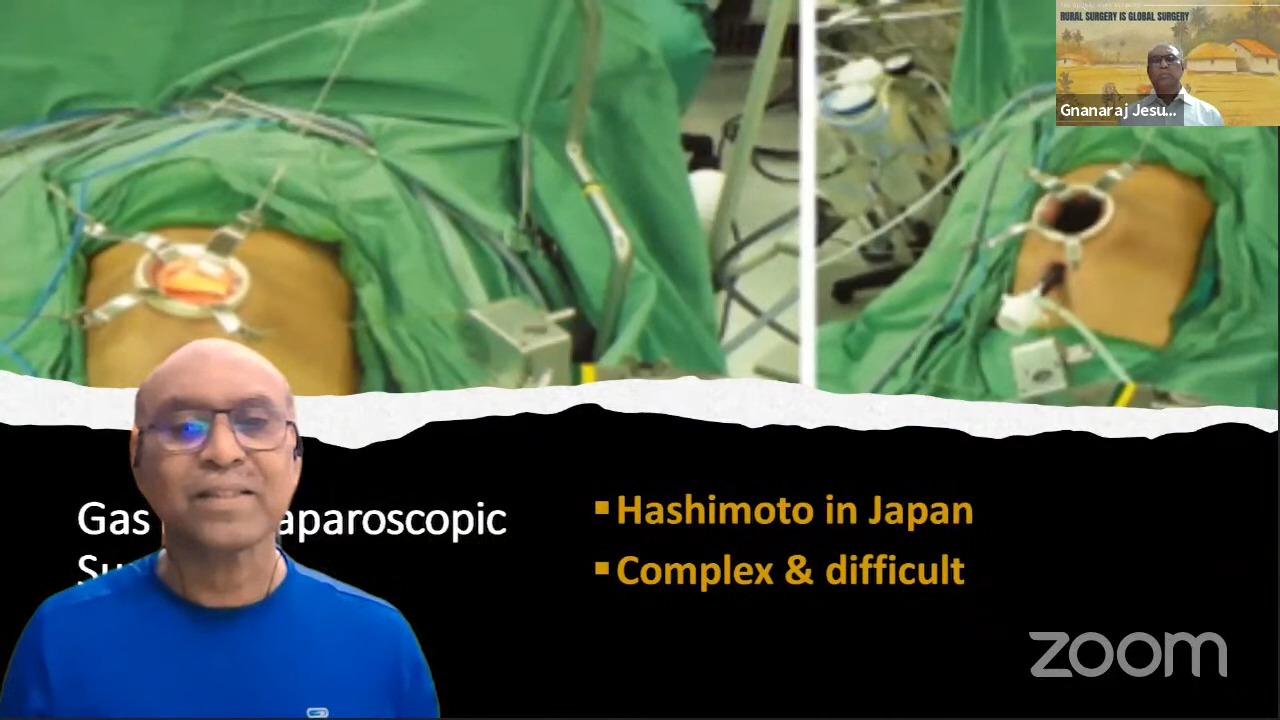 RURAL SURGERY IS GLOBAL SURGERY
Gnanaraj Jesu...
Gas aparoscopic
Su
Hashimoto in Japan
Complex & difficult
zoom